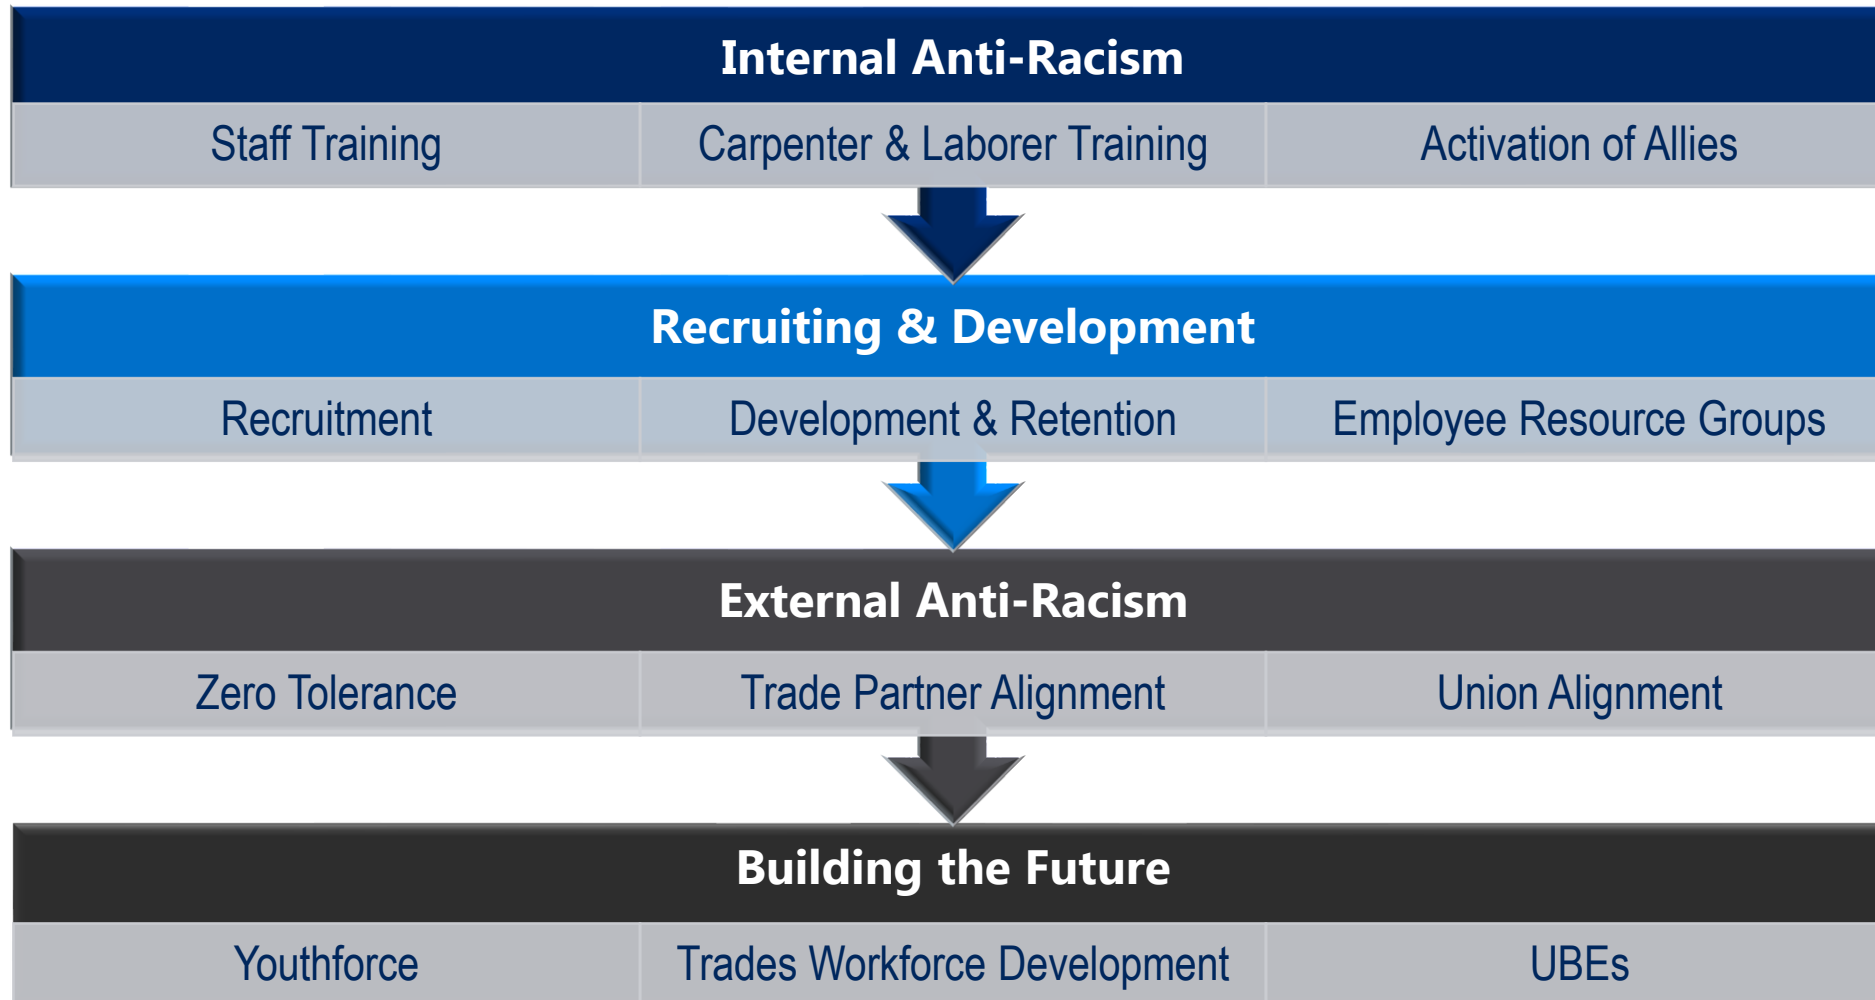 Internal Anti-Racism
Staff Training
Carpenter & Laborer Training
Activation of Allies
Recruiting & Development
Recruitment
Development & Retention
Employee Resource Groups
External Anti-Racism
Zero Tolerance
Trade Partner Alignment
Union Alignment
Building the Future
Youthforce
Trades Workforce Development
UBEs